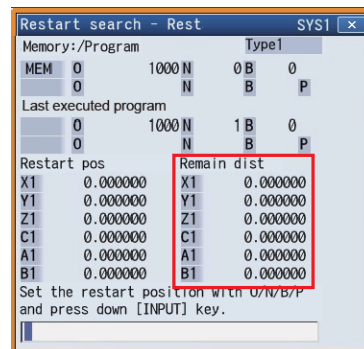 Restart search - Rest SYS1 ×
Memory:/Program Type1
MEM O 1000 N 0 B 0
O N B P
Last executed program
O 1000 N 1 B 0
O N B P
Restart pos Remain dist
X1 0.000000 X1 0.000000
Y1 0.000000 Y1 0.000000
Z1 0.000000 Z1 0.000000
C1 0.000000 C1 0.000000
A1 0.000000 A1 0.000000
B1 0.000000 B1 0.000000
Set the restart position with O/N/B/P
and press down [INPUT] key.